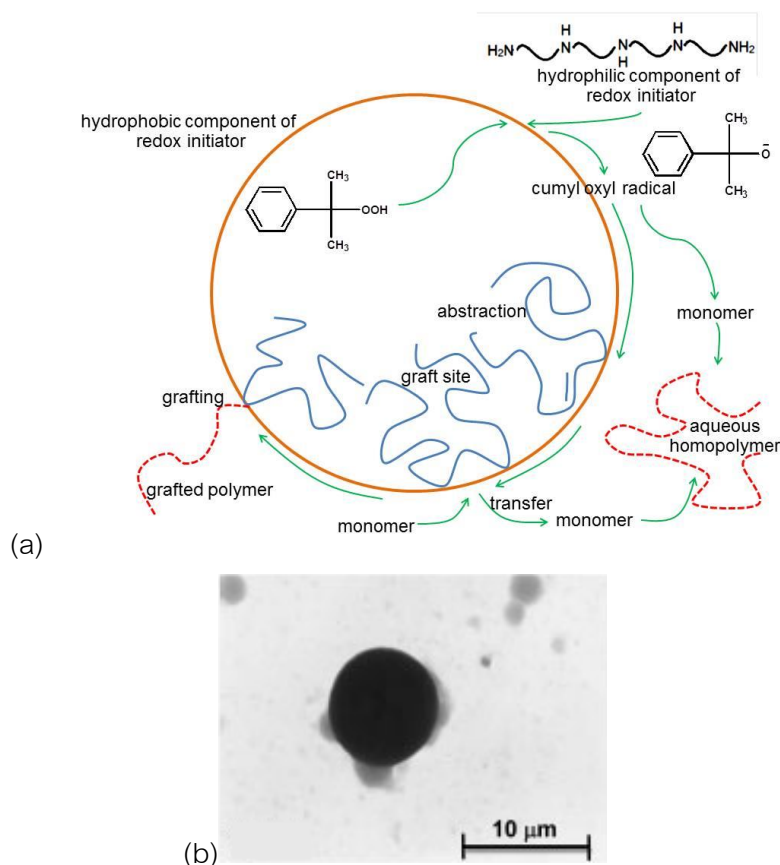 H
H
H₂N
N
N
N
NH₂
H
hydrophilic component of
redox initiator
hydrophobic component of
redox initiator
CH₃
O
CH₃
cumyl oxyl radical
CH₃
OOH
CH₃
abstraction
monomer
graft site
grafting
aqueous
homopolymer
grafted polymer
transfer
monomer
monomer
(a)
10 μm
(b)